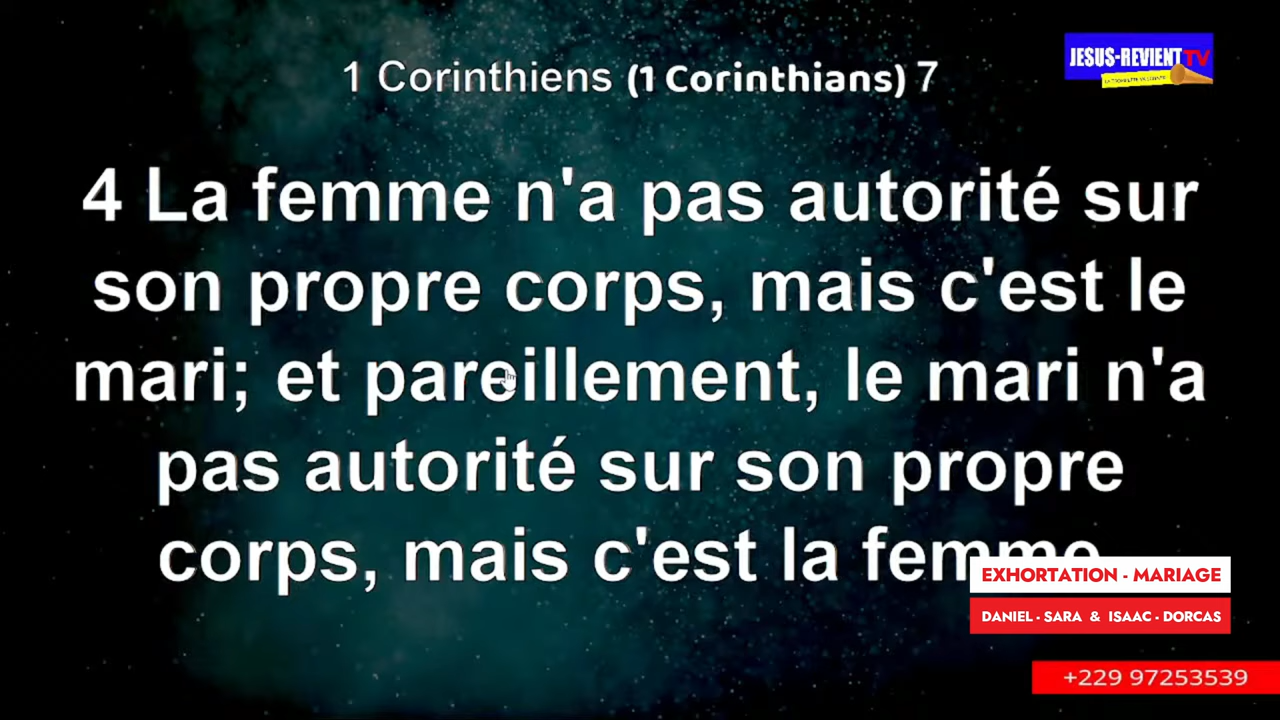 1 Corinthiens (1 Corinthians) 7
JESUS-REVIENT TV
4 La femme n'a pas autorité sur
son propre corps, mais c'est le
mari; et pareillement, le mari n'a
pas autorité sur son propre
corps, mais c'est la femme
EXHORTATION - MARIAGE
DANIEL - SARA & ISAAC - DORCAS
+229 97253539